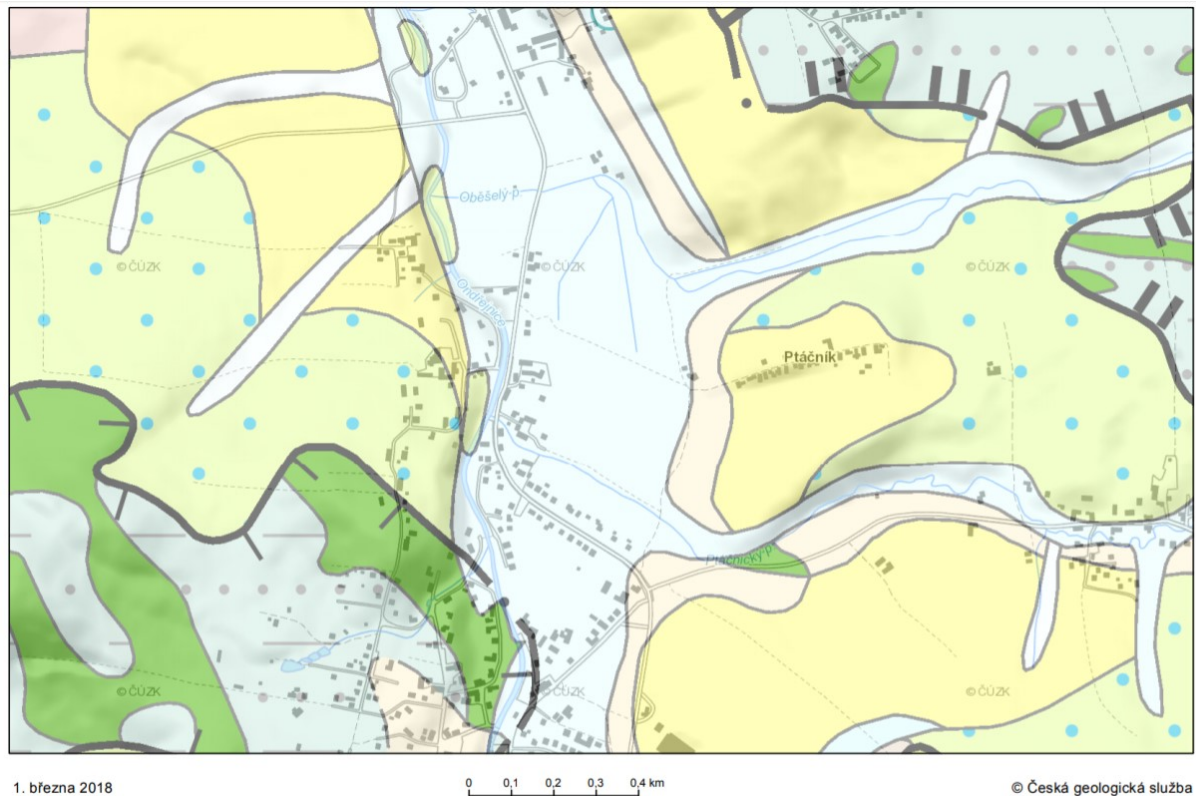 Oběšelý p.
© ČÚZK
© ČÚZK
© ČÚZK
Ondřejnice
Ptáčník
Ptáčnický p.
© ČÚZK
© ČÚZK
© ČÚZK
1. března 2018
0 0,1 0,2 0,3 0,4 km
© Česká geologická služba